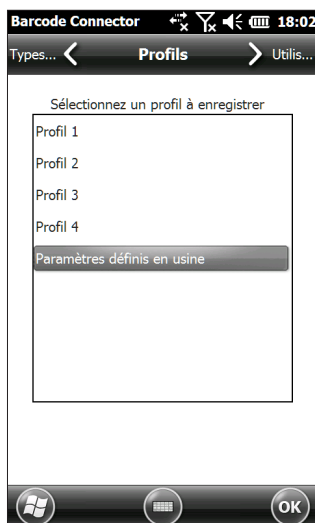 Barcode Connector 18:02
Types... Profils Utilis...
Sélectionnez un profil à enregistrer
Profil 1
Profil 2
Profil 3
Profil 4
Paramètres définis en usine
OK